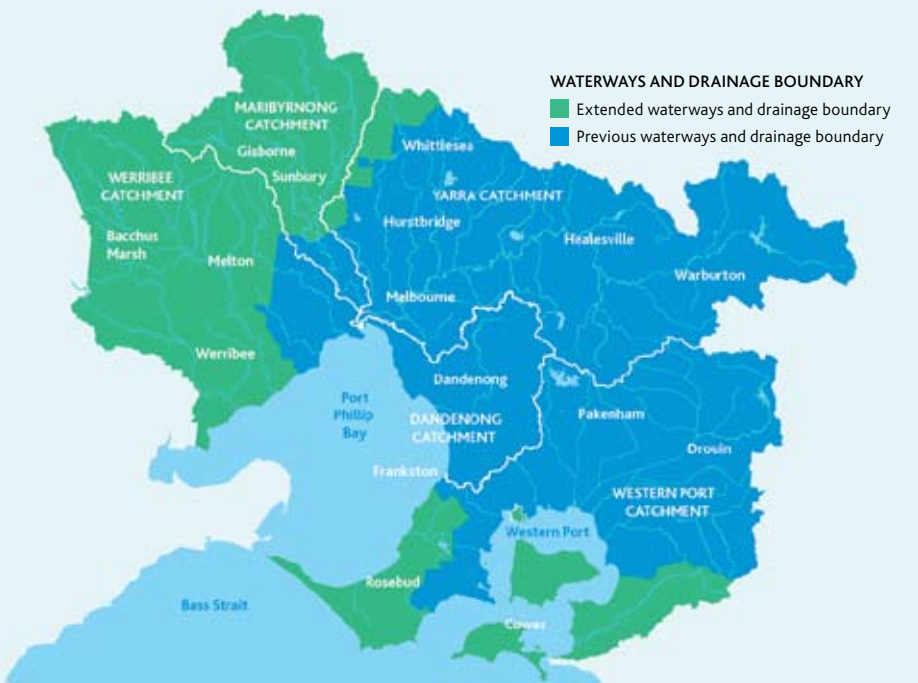 WATERWAYS AND DRAINAGE BOUNDARY
Extended waterways and drainage boundary
Previous waterways and drainage boundary
MARIBYRNONG
CATCHMENT
Gisborne
Sunbury
Whittlesea
WERRIBEE
CATCHMENT
YARRA CATCHMENT
Hurstbridge
Healesville
Bacchus
Marsh
Melton
Warburton
Melbourne
Werribee
Dandenong
Port
Phillip
Bay
DANDENONG
CATCHMENT
Pakenham
Drouin
Frankston
WESTERN PORT
CATCHMENT
Western Port
Rosebud
Bass Strait
Cowes